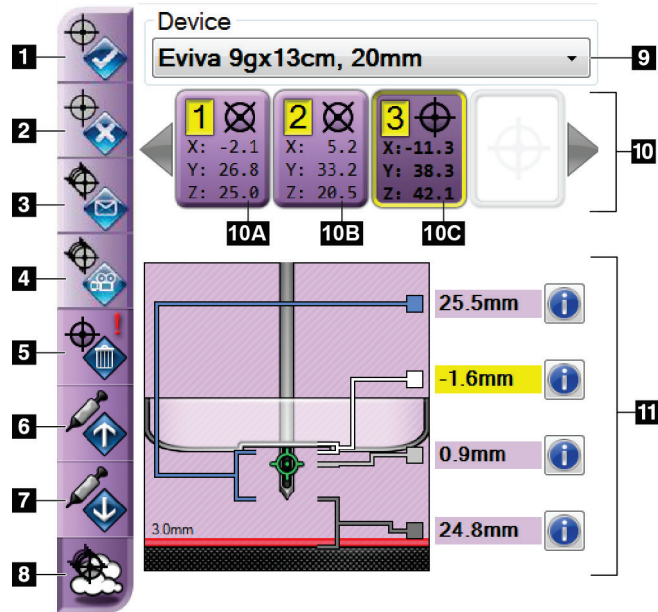 Device
1
Eviva 9gx13cm, 20mm
9
2
1
X: -2.1
Y: 26.8
Z: 25.0
2
X: 5.2
Y: 33.2
Z: 20.5
3
X:-11.3
Y: 38.3
Z: 42.1
10
3
10A
10B
10C
4
25.5mm
5
!
-1.6mm
6
11
0.9mm
7
3.0mm
24.8mm
8